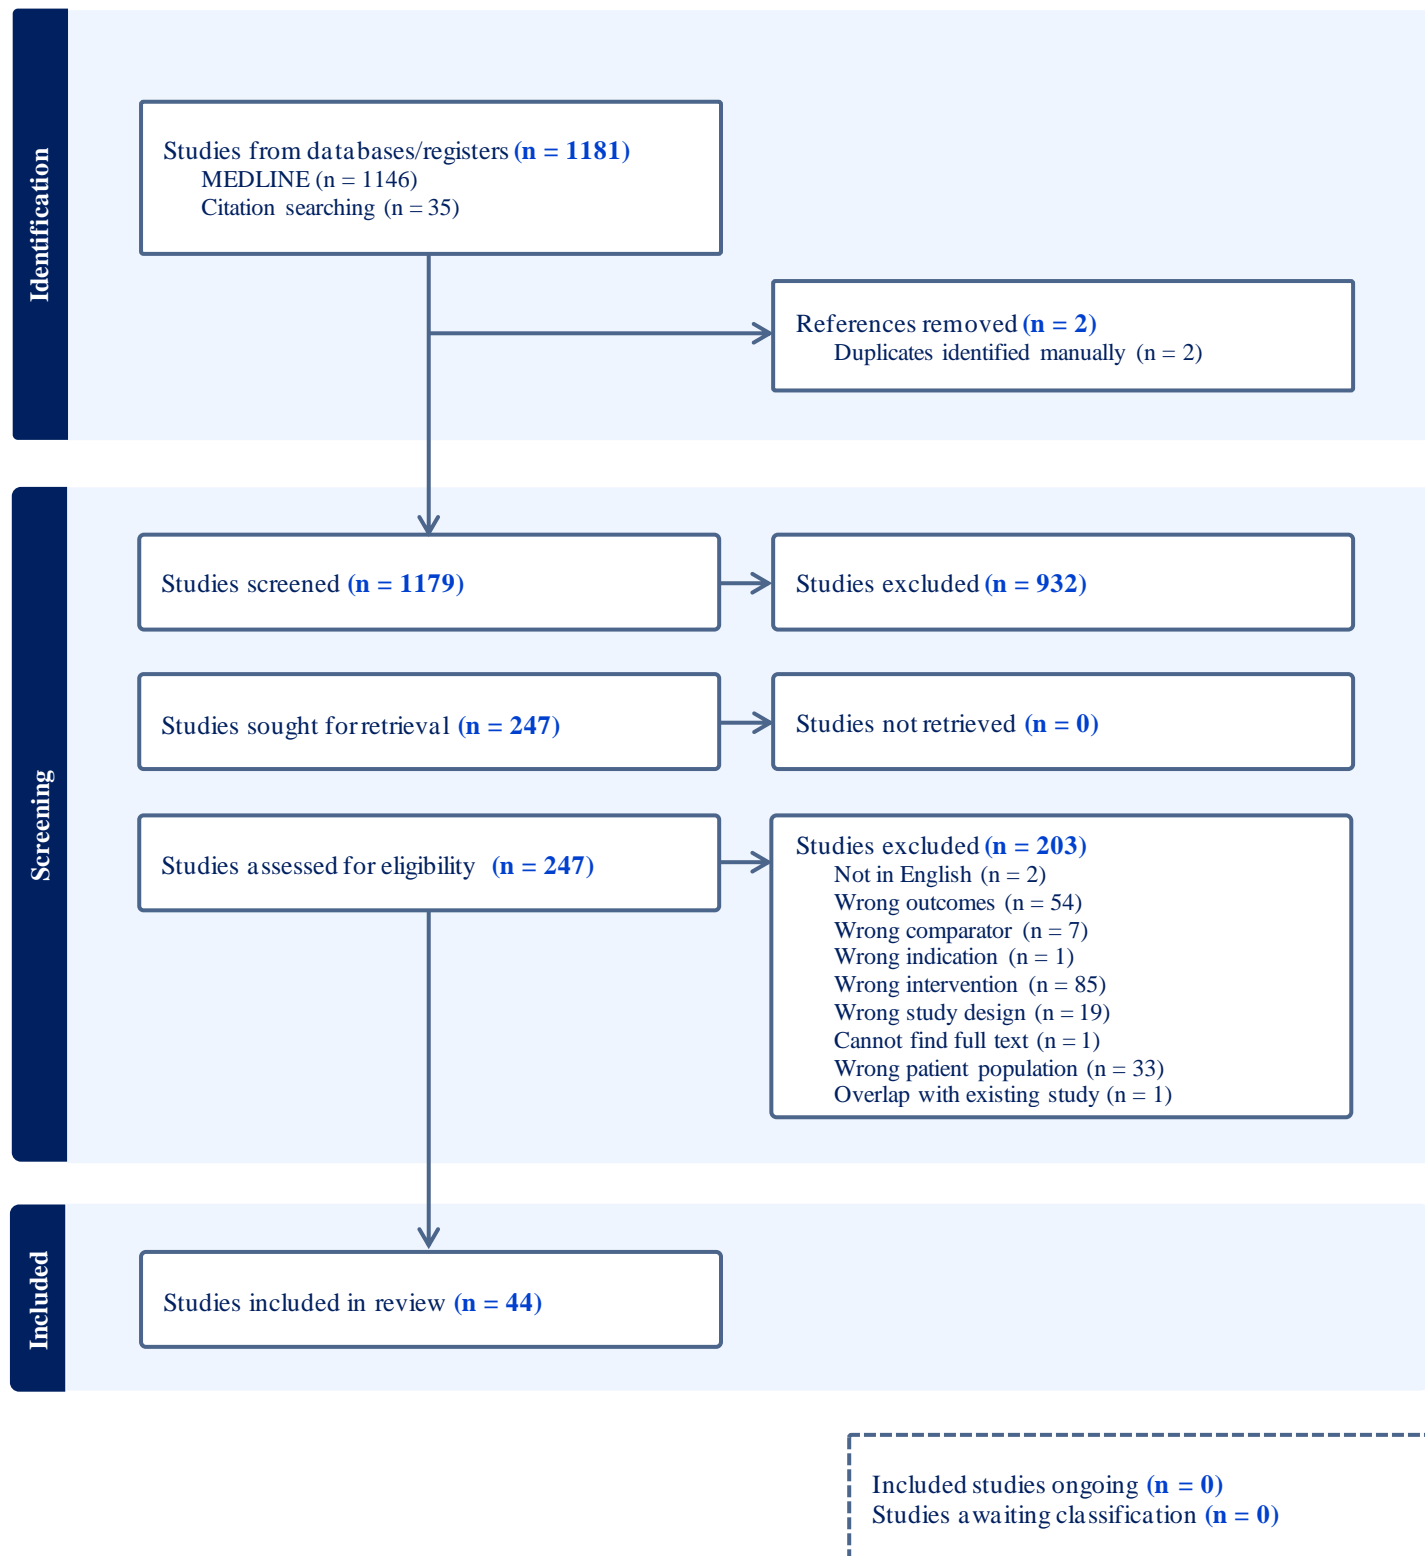 Identification
Studies from databases/registers (n = 1181)
MEDLINE (n = 1146)
Citation searching (n = 35)
References removed (n = 2)
Duplicates identified manually (n = 2)
Screening
Studies screened (n = 1179)
Studies excluded (n = 932)
Studies sought for retrieval (n = 247)
Studies not retrieved (n = 0)
Studies assessed for eligibility (n = 247)
Studies excluded (n = 203)
Not in English (n = 2)
Wrong outcomes (n = 54)
Wrong comparator (n = 7)
Wrong indication (n = 1)
Wrong intervention (n = 85)
Wrong study design (n = 19)
Cannot find full text (n = 1)
Wrong patient population (n = 33)
Overlap with existing study (n = 1)
Included
Studies included in review (n = 44)
Included studies ongoing (n = 0)
Studies awaiting classification (n = 0)